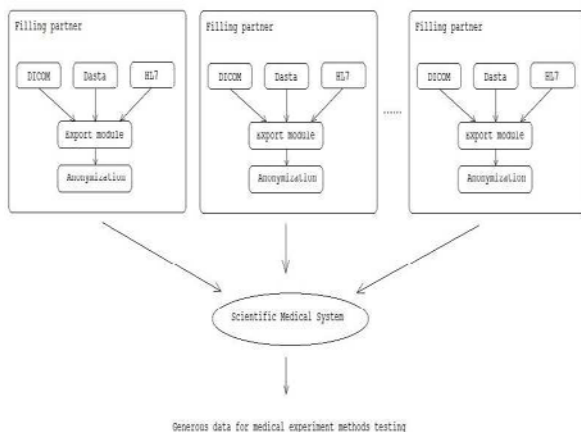 Filling partner
DICOM
Dasta
HL7
Export module
Anonymization
Filling partner
DICOM
Dasta
HL7
Export module
Anonymization
......
Filling partner
DICOM
Dasta
HL7
Export module
Anonymization
Scientific Medical System
Generous data for medical experiment methods testing